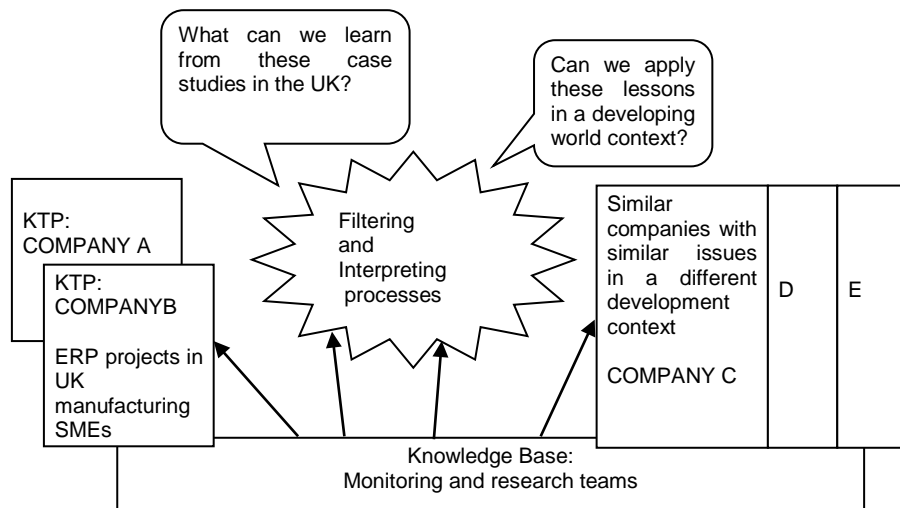 What can we learn
from these case
studies in the UK?
Can we apply
these lessons
in a developing
world context?
KTP:
COMPANY A
KTP:
COMPANYB
ERP projects in
UK
manufacturing
SMEs
Filtering
and
Interpreting
processes
Similar
companies with
similar issues
in a different
development
context
COMPANY C
D
E
Knowledge Base:
Monitoring and research teams